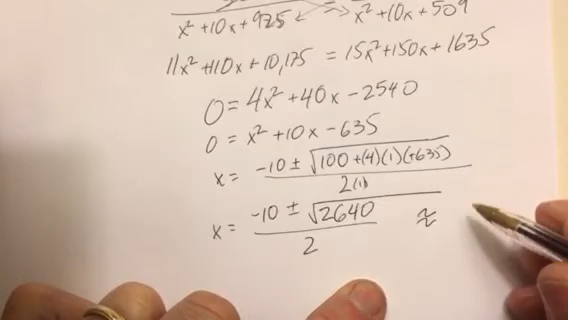 x² + 10x + 925 ↙ ↘ x² + 10x + 509
11x² + 110x + 10,175 = 15x² + 150x + 1635
0 = 4x² + 40x - 2540
0 = x² + 10x - 635
x = (-10 ± √(100 + (4)(1)(+635))) / 2(1)
x = (-10 ± √2640) / 2 ≈